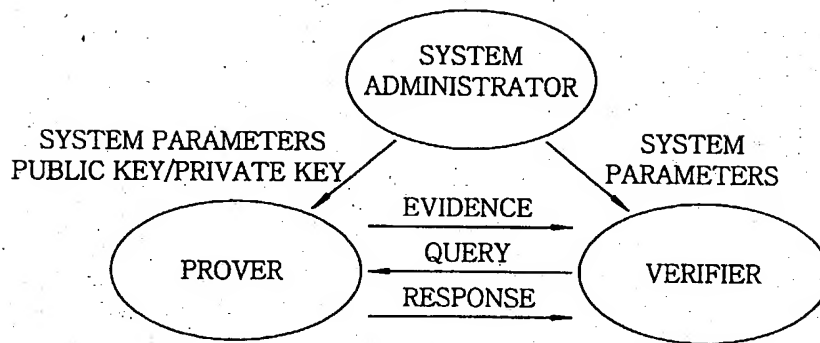 SYSTEM
ADMINISTRATOR
SYSTEM PARAMETERS
PUBLIC KEY/PRIVATE KEY
SYSTEM
PARAMETERS
EVIDENCE
QUERY
RESPONSE
PROVER
VERIFIER